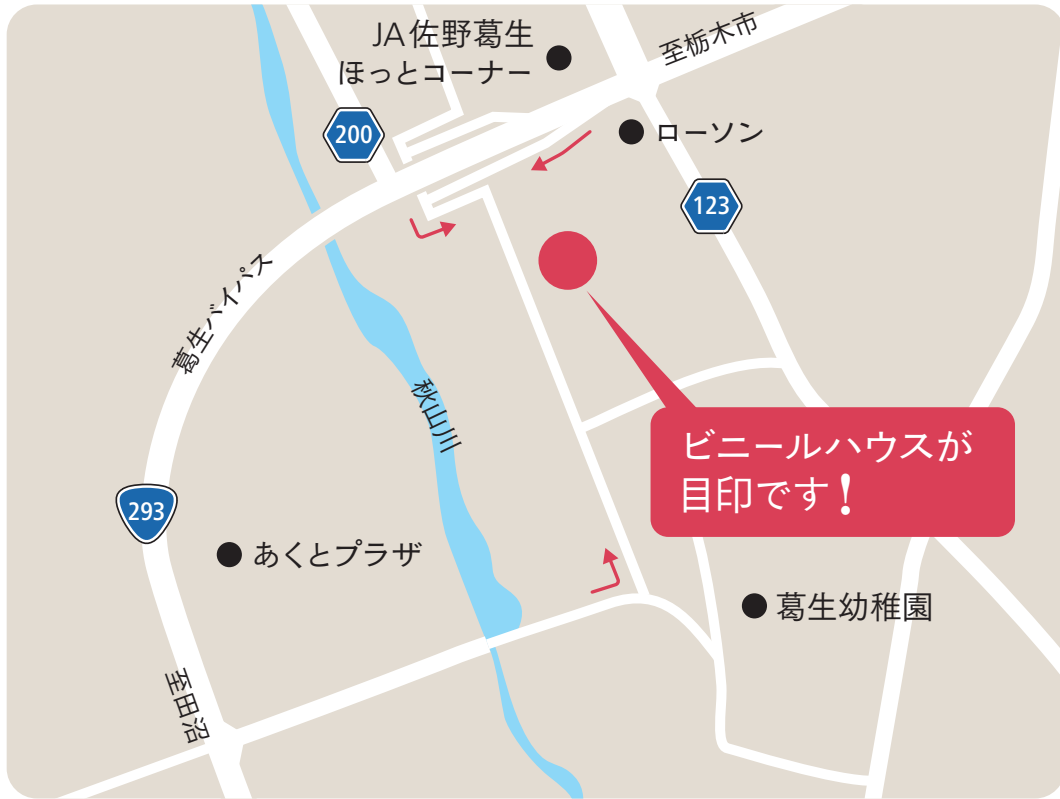 JA佐野葛生
ほっとコーナー
至栃木市
200
ローソン
123
葛生バイパス
秋山川
ビニールハウスが
目印です！
293
あくとプラザ
葛生幼稚園
至田沼